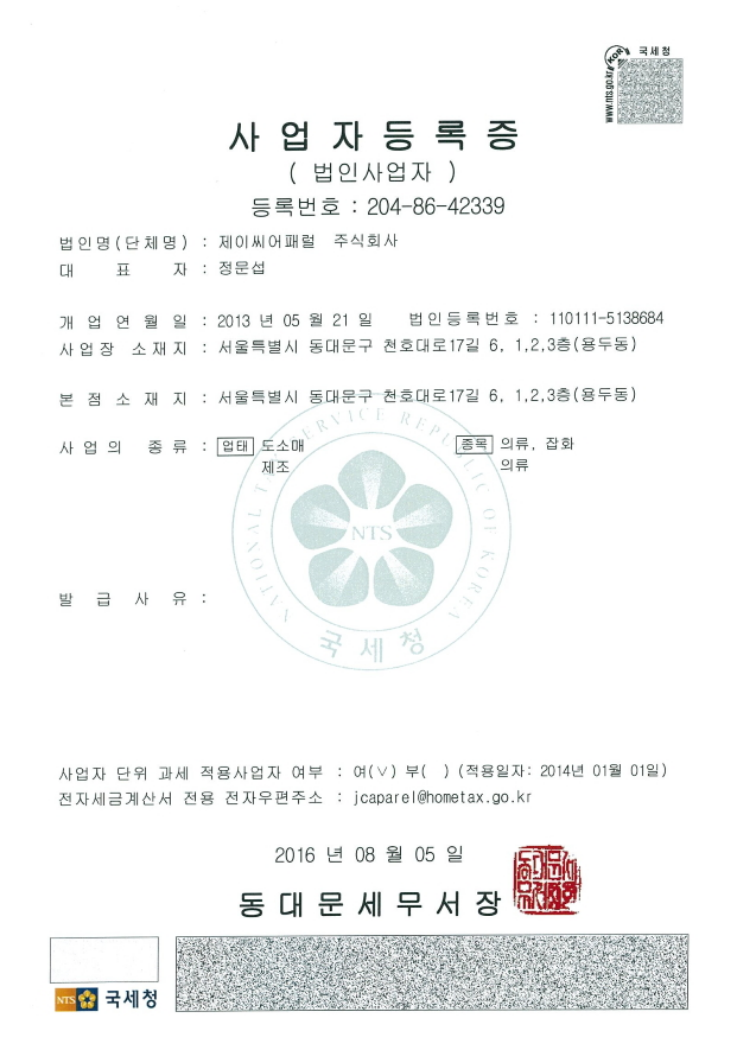 국세청
KOR
www.nts.go.kr
사업자등록증
( 법인사업자 )
등록번호 : 204-86-42339
법인명(단체명) : 제이씨어패럴 주식회사
대 표 자 : 정문섭
개 업 연 월 일 : 2013 년 05 월 21 일 법인등록번호 : 110111-5138684
사업장 소재지 : 서울특별시 동대문구 천호대로17길 6, 1,2,3층(용두동)
본 점 소 재 지 : 서울특별시 동대문구 천호대로17길 6, 1,2,3층(용두동)
사 업 의 종 류 : 업태 도소매 종목 의류, 잡화
제조 의류
NATIONAL TAX SERVICE REPUBLIC OF KOREA
NTS
국세청
발 급 사 유 :
사업자 단위 과세 적용사업자 여부 : 여(∨) 부( ) (적용일자: 2014년 01월 01일)
전자세금계산서 전용 전자우편주소 : jcaparel@hometax.go.kr
2016 년 08 월 05 일
동대문세무서장
NTS 국세청